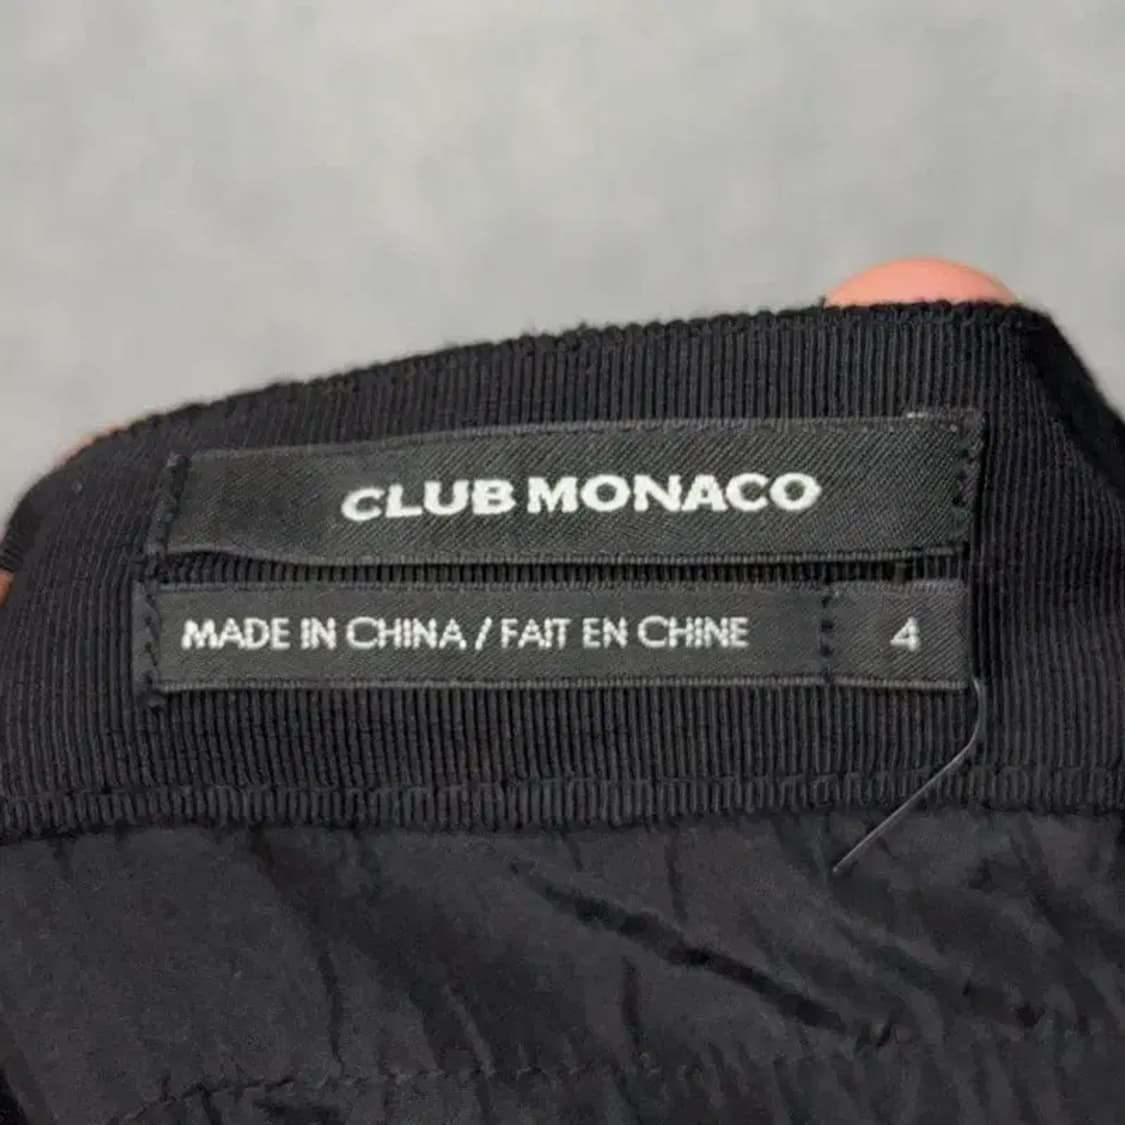 CLUB MONACO
MADE IN CHINA / FAIT EN CHINE 4